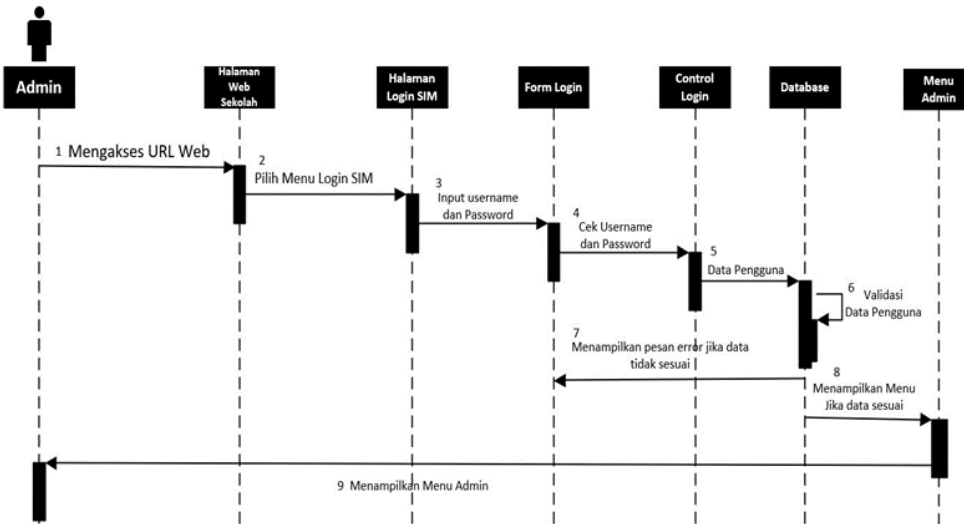 Admin
Halaman
Web
Sekolah
Halaman
Login SIM
Form Login
Control
Login
Database
Menu
Admin
1 Mengakses URL Web
2
Pilih Menu Login SIM
3
Input username
dan Password
4
Cek Username
dan Password
5
Data Pengguna
6 Validasi
Data Pengguna
7
Menampilkan pesan error jika data
tidak sesuai
8
Menampilkan Menu
Jika data sesuai
9 Menampilkan Menu Admin